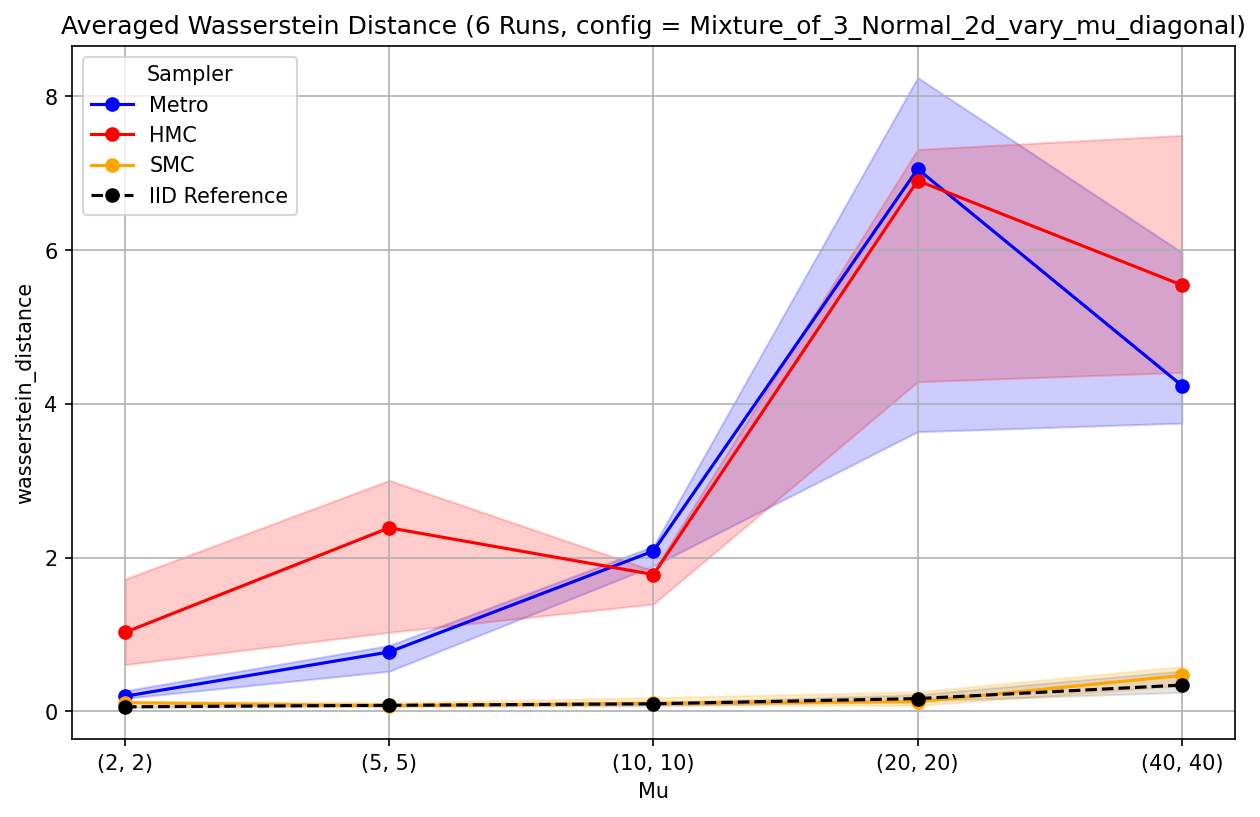 Averaged Wasserstein Distance (6 Runs, config = Mixture_of_3_Normal_2d_vary_mu_diagonal)
Sampler
Metro
HMC
SMC
IID Reference
wasserstein_distance
8
6
4
2
0
(2, 2)
(5, 5)
(10, 10)
(20, 20)
(40, 40)
Mu